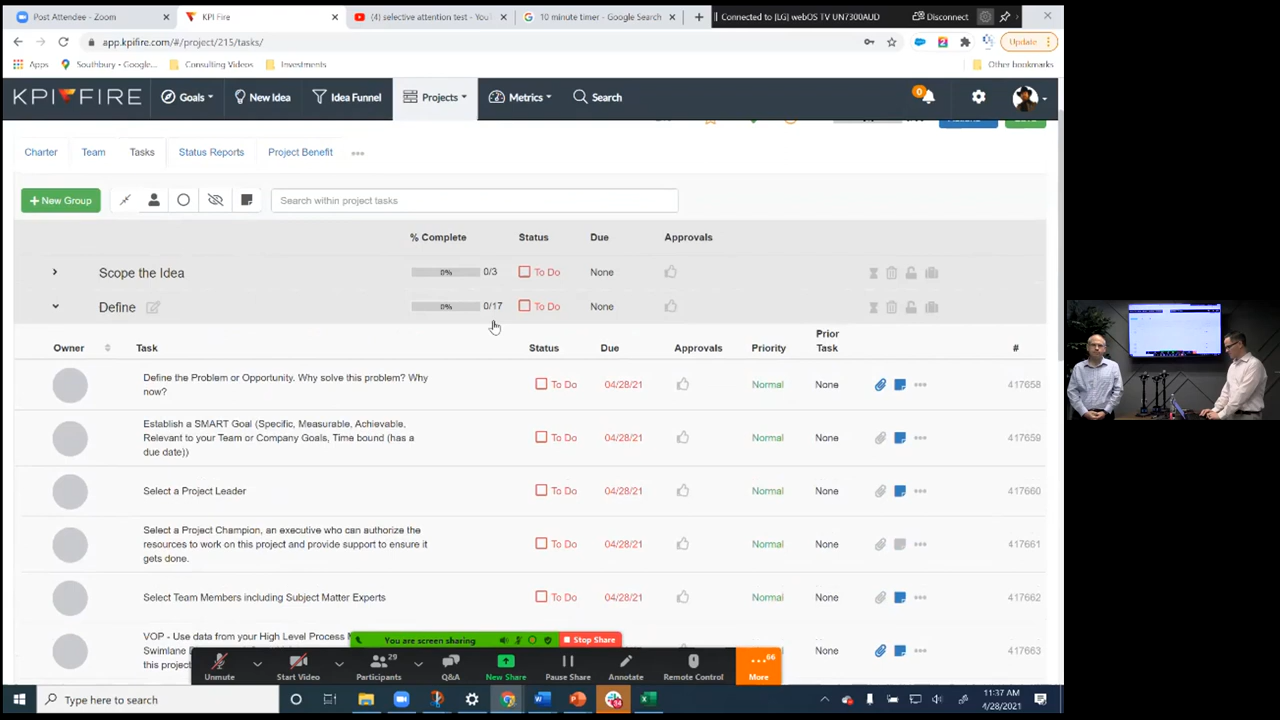 Post Attendee - Zoom
KPI Fire
(4) selective attention test - You
10 minute timer - Google Search
Connected to [LG] webOS TV UN7300AUD
Disconnect
app.kpifire.com/#/project/215/tasks/
Update
Apps
Southbury - Google...
Consulting Videos
Investments
Other bookmarks
KPI FIRE
Goals
New Idea
Idea Funnel
Projects
Metrics
Search
0
Charter
Team
Tasks
Status Reports
Project Benefit
+ New Group
Search within project tasks
% Complete
Status
Due
Approvals
Scope the Idea
0%
0/3
To Do
None
Define
0%
0/17
To Do
None
Owner
Task
Status
Due
Approvals
Priority
Prior
Task
#
Define the Problem or Opportunity. Why solve this problem? Why
now?
To Do
04/28/21
Normal
None
417658
Establish a SMART Goal (Specific, Measurable, Achievable,
Relevant to your Team or Company Goals, Time bound (has a
due date))
To Do
04/28/21
Normal
None
417659
Select a Project Leader
To Do
04/28/21
Normal
None
417660
Select a Project Champion, an executive who can authorize the
resources to work on this project and provide support to ensure it
gets done.
To Do
04/28/21
Normal
None
417661
Select Team Members including Subject Matter Experts
To Do
04/28/21
Normal
None
417662
VOP - Use data from your High Level Process M
Swimlane
this project
To Do
04/28/21
Normal
None
417663
You are screen sharing
Stop Share
Unmute
Start Video
29
Participants
Q&A
New Share
Pause Share
Annotate
Remote Control
66
More
Type here to search
11:37 AM
4/28/2021